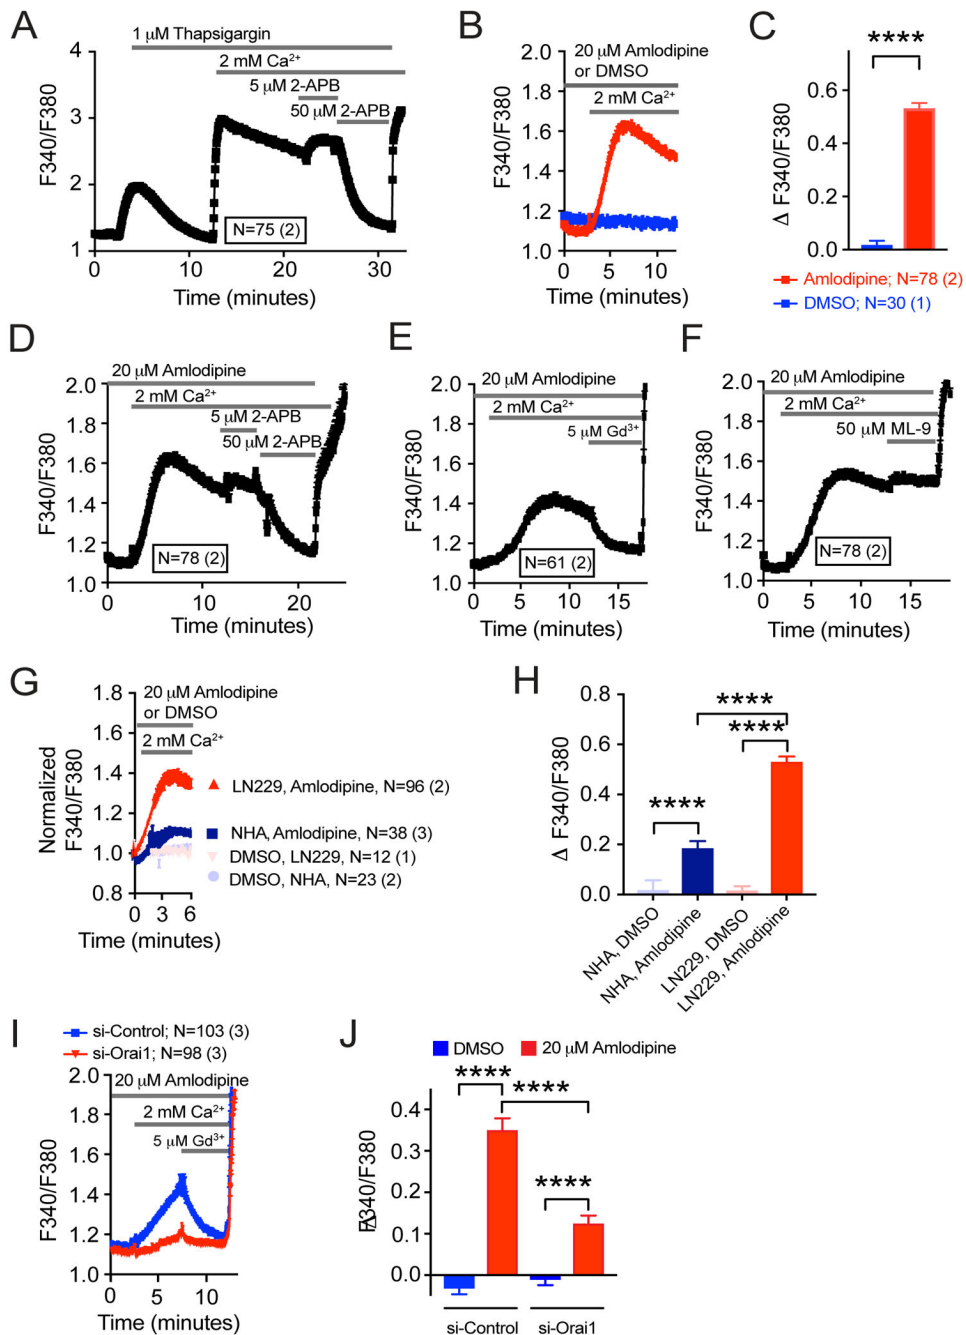 A
1 μM Thapsigargin
2 mM Ca²⁺
5 μM 2-APB
50 μM 2-APB
F340/F380
4
3
2
1
N=75 (2)
0
10
20
30
Time (minutes)
B
20 μM Amlodipine
or DMSO
2 mM Ca²⁺
F340/F380
2.0
1.8
1.6
1.4
1.2
1.0
0
5
10
Time (minutes)
C
****
Δ F340/F380
0.6
0.4
0.2
0.0
Amlodipine; N=78 (2)
DMSO; N=30 (1)
D
20 μM Amlodipine
2 mM Ca²⁺
5 μM 2-APB
50 μM 2-APB
F340/F380
2.0
1.8
1.6
1.4
1.2
1.0
N=78 (2)
0
10
20
Time (minutes)
E
20 μM Amlodipine
2 mM Ca²⁺
5 μM Gd³⁺
F340/F380
2.0
1.8
1.6
1.4
1.2
1.0
N=61 (2)
0
5
10
15
Time (minutes)
F
20 μM Amlodipine
2 mM Ca²⁺
50 μM ML-9
F340/F380
2.0
1.8
1.6
1.4
1.2
1.0
N=78 (2)
0
5
10
15
Time (minutes)
G
20 μM Amlodipine
or DMSO
2 mM Ca²⁺
Normalized
F340/F380
1.8
1.6
1.4
1.2
1.0
0.8
LN229, Amlodipine, N=96 (2)
NHA, Amlodipine, N=38 (3)
DMSO, LN229, N=12 (1)
DMSO, NHA, N=23 (2)
0
3
6
Time (minutes)
H
****
****
****
Δ F340/F380
0.8
0.6
0.4
0.2
0.0
NHA, DMSO
NHA, Amlodipine
LN229, DMSO
LN229, Amlodipine
I
si-Control; N=103 (3)
si-Orai1; N=98 (3)
20 μM Amlodipine
2 mM Ca²⁺
5 μM Gd³⁺
F340/F380
2.0
1.8
1.6
1.4
1.2
1.0
0
5
10
Time (minutes)
J
DMSO
20 μM Amlodipine
****
****
****
Δ F340/F380
0.4
0.3
0.2
0.1
0.0
si-Control
si-Orai1